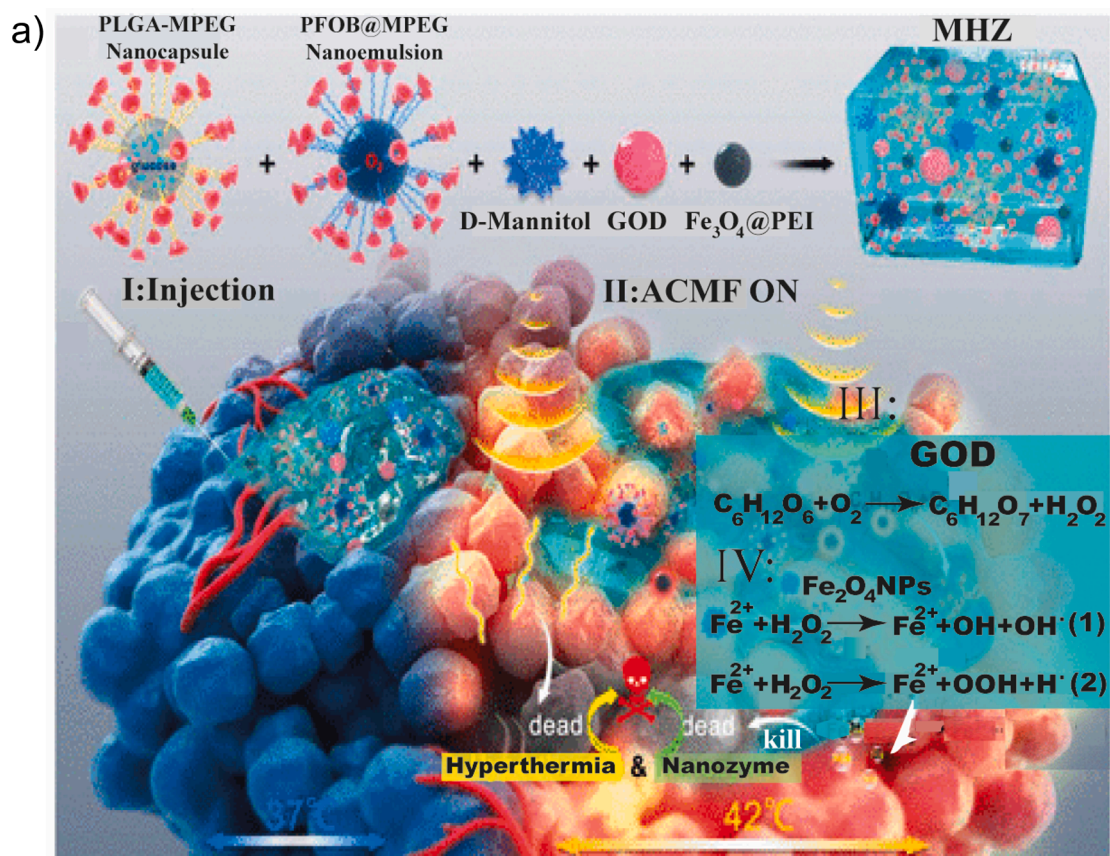 a)
PLGA-MPEG
Nanocapsule
PFOB@MPEG
Nanoemulsion
MHZ
glucose
O₂
+ + + +
D-Mannitol GOD Fe₃O₄@PEI
I:Injection
II:ACMF ON
III:
GOD
C₆H₁₂O₆+O₂ → C₆H₁₂O₇+H₂O₂
IV:
Fe₂O₄NPs
Fe²⁺+H₂O₂ → Fe²⁺+OH+OH·(1)
Fe²⁺+H₂O₂ → Fe²⁺+OOH+H·(2)
dead
dead
kill
Hyperthermia & Nanozyme
37℃
42℃